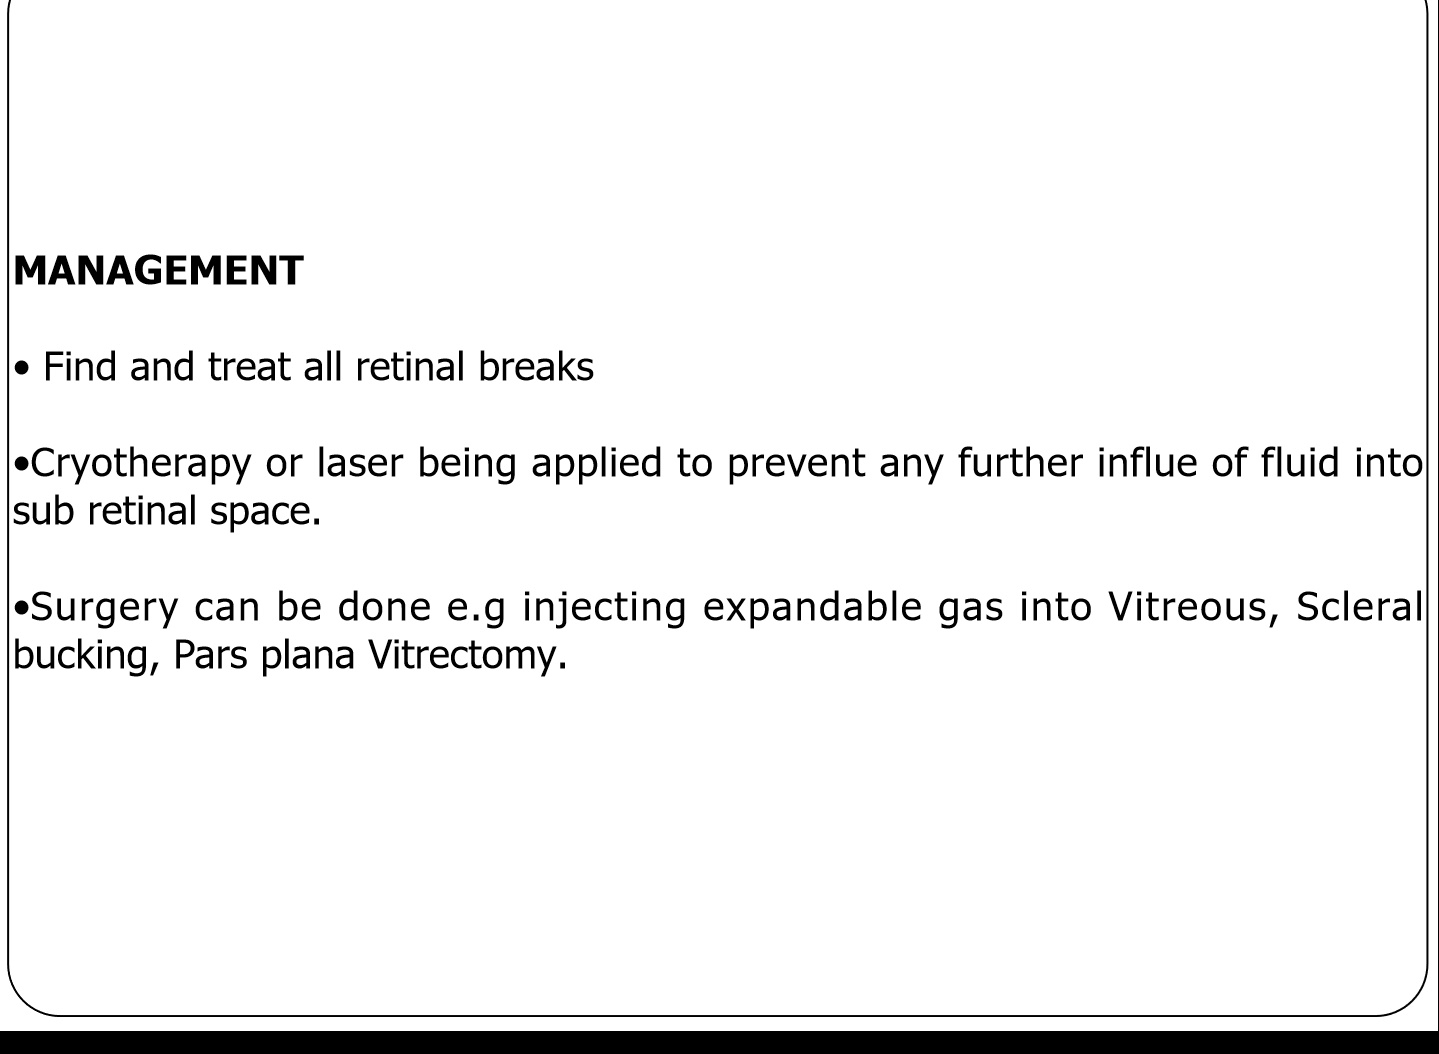 MANAGEMENT
• Find and treat all retinal breaks
•Cryotherapy or laser being applied to prevent any further influe of fluid into
sub retinal space.
•Surgery can be done e.g injecting expandable gas into Vitreous, Scleral
bucking, Pars plana Vitrectomy.